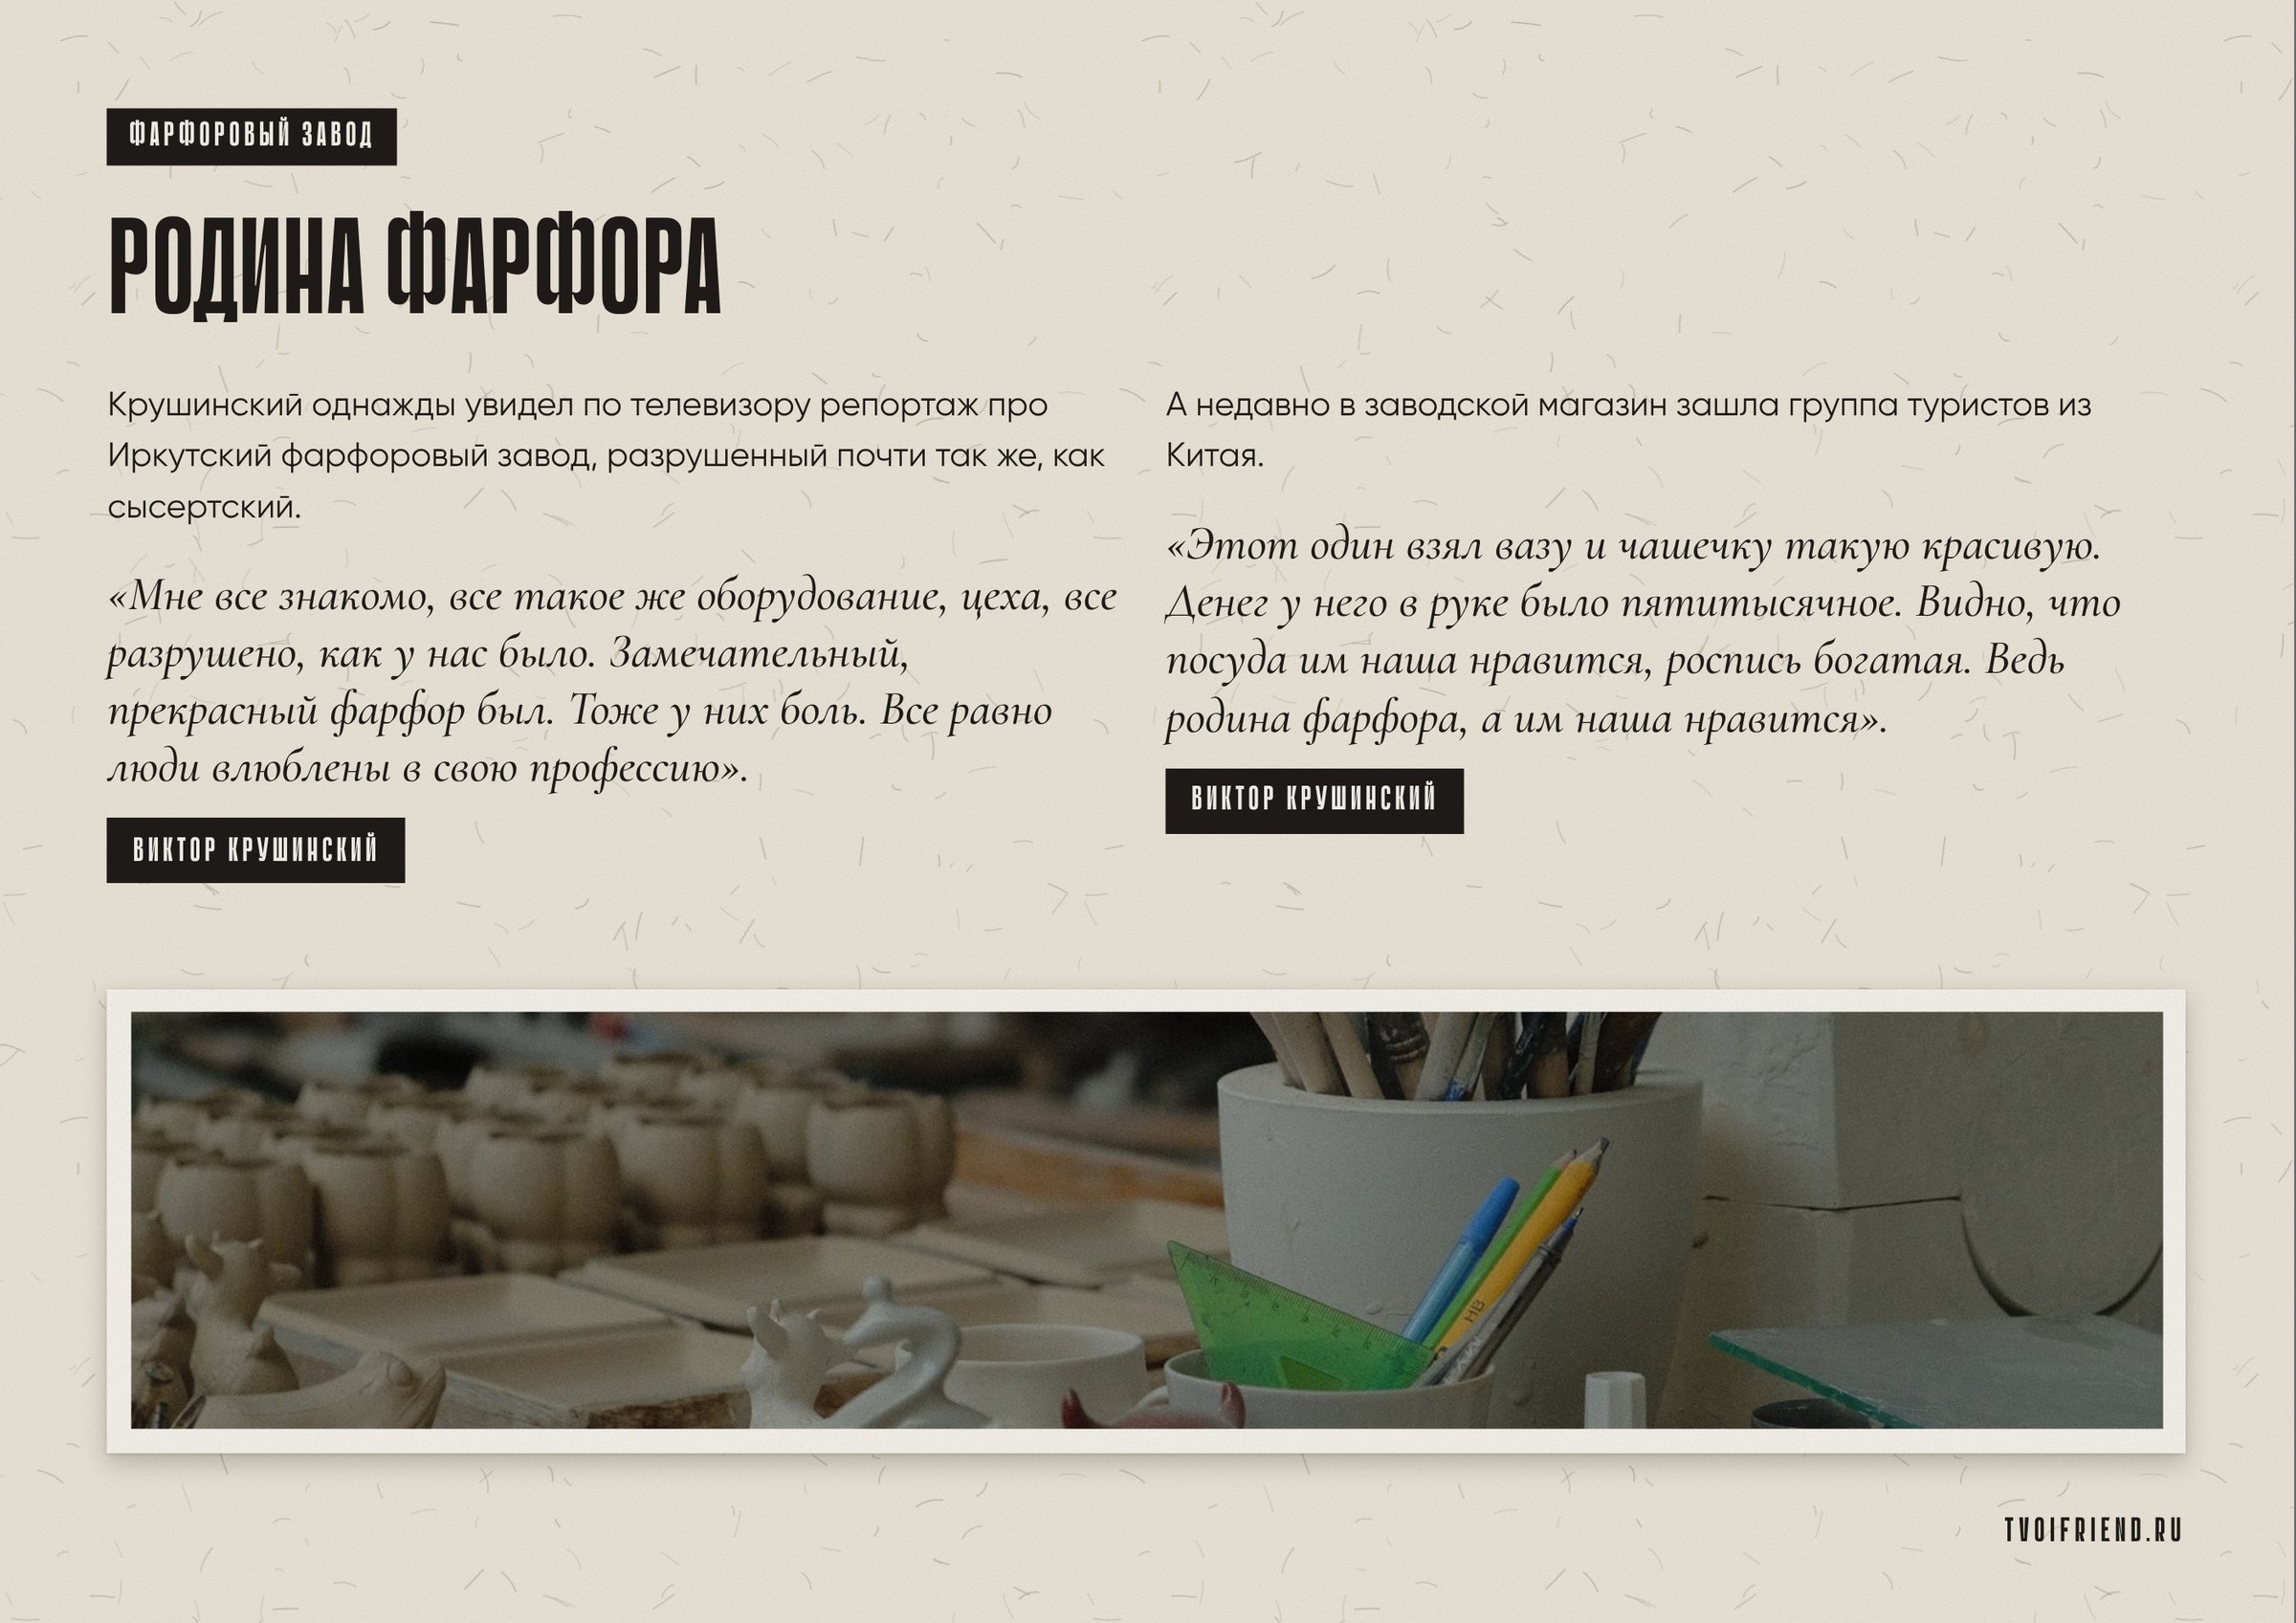 ФАРФОРОВЫЙ ЗАВОД
РОДИНА ФАРФОРА
Крушинский однажды увидел по телевизору репортаж про
Иркутский фарфоровый завод, разрушенный почти так же, как
сысертский.
«Мне все знакомо, все такое же оборудование, цеха, все
разрушено, как у нас было. Замечательный,
прекрасный фарфор был. Тоже у них боль. Все равно
люди влюблены в свою профессию».
ВИКТОР КРУШИНСКИЙ
А недавно в заводской магазин зашла группа туристов из
Китая.
«Этот один взял вазу и чашечку такую красивую.
Денег у него в руке было пятитысячное. Видно, что
посуда им наша нравится, роспись богатая. Ведь
родина фарфора, а им наша нравится».
ВИКТОР КРУШИНСКИЙ
HB
TVOIFRIEND.RU